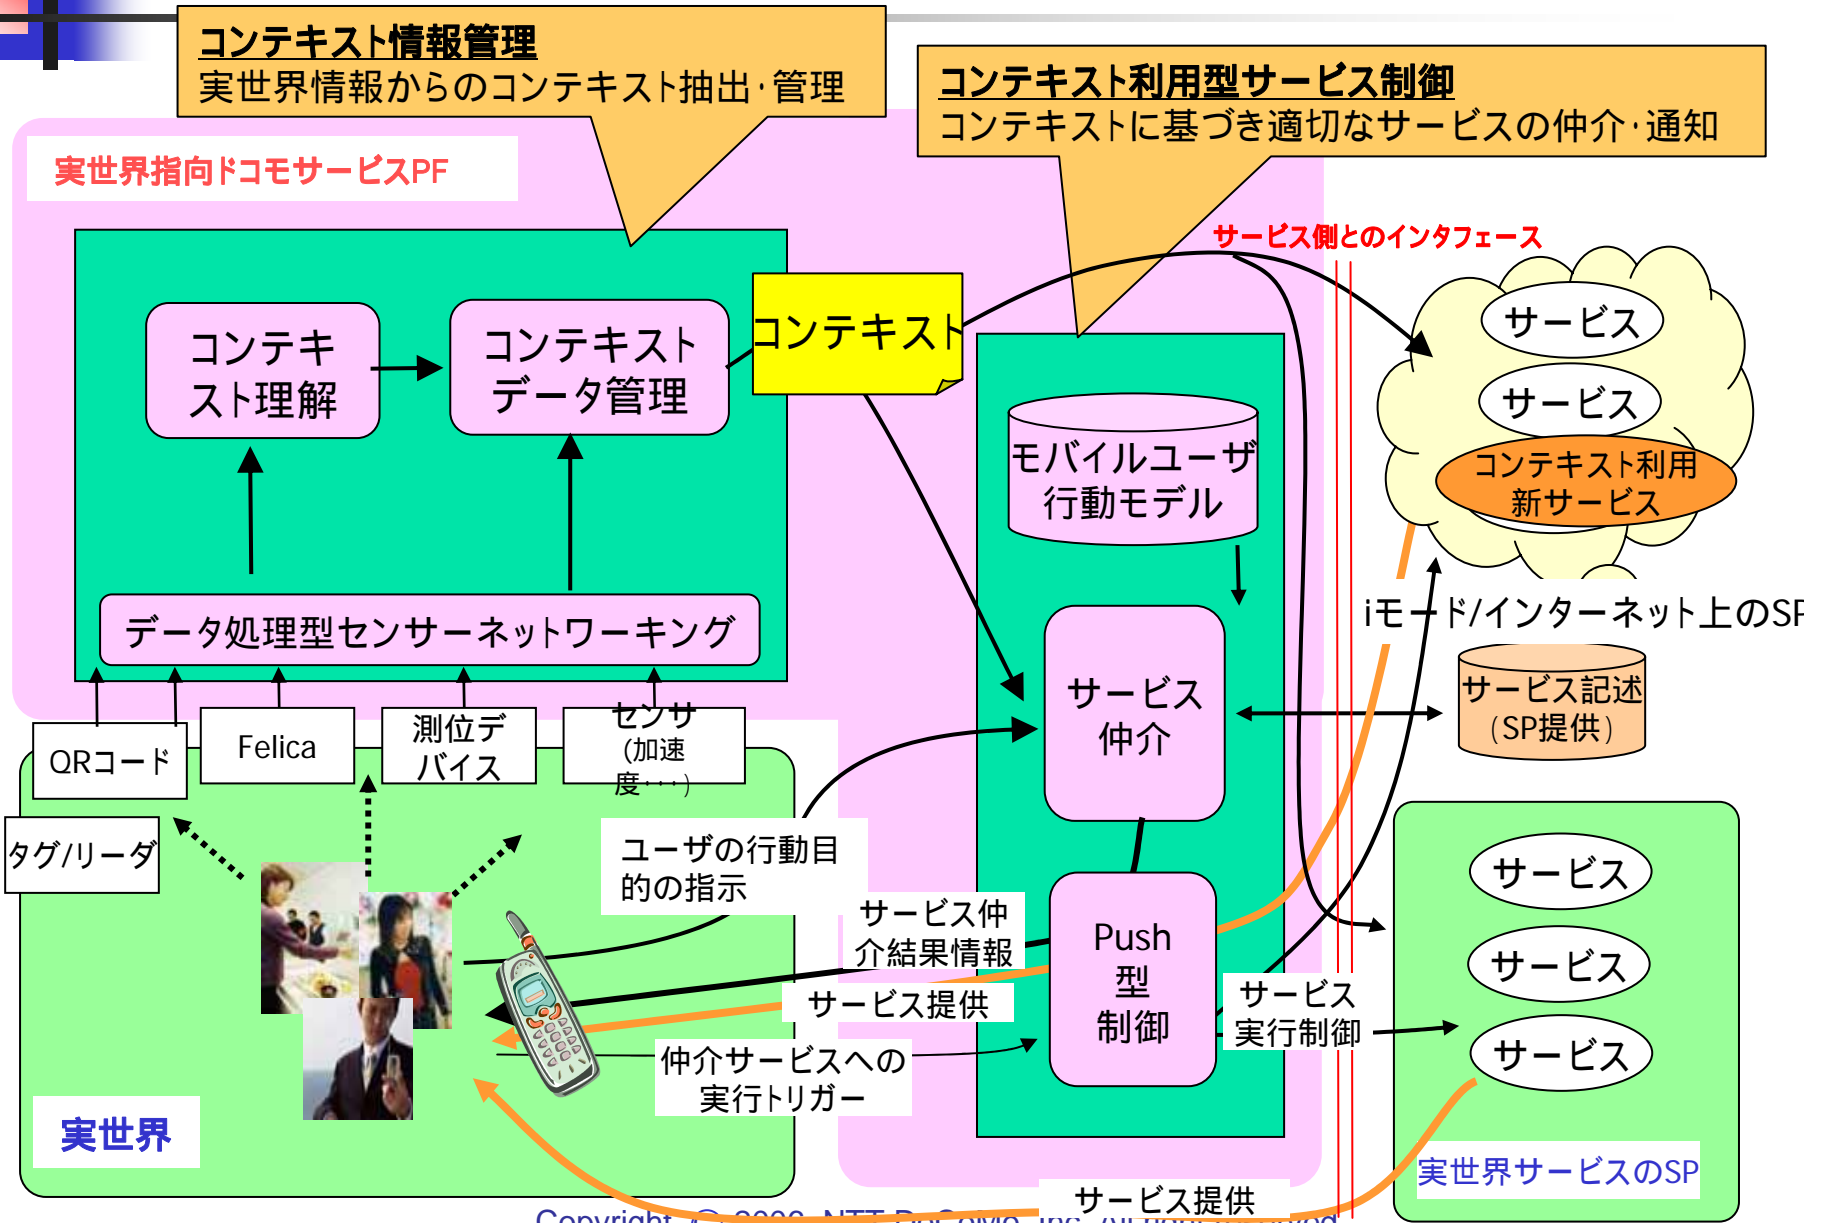 コンテキスト情報管理
実世界情報からのコンテキスト抽出・管理
コンテキスト利用型サービス制御
コンテキストに基づき適切なサービスの仲介・通知
実世界指向ドコモサービスPF
サービス側とのインタフェース
コンテキ
スト理解
コンテキスト
データ管理
コンテキスト
データ処理型センサーネットワーキング
モバイルユーザ
行動モデル
サービス
サービス
コンテキスト利用
新サービス
iモード/インターネット上のSP
サービス
仲介
サービス記述
(SP提供)
QRコード
Felica
測位デ
バイス
センサ
(加速
度・・・)
タグ/リーダ
ユーザの行動目
的の指示
サービス仲
介結果情報
サービス提供
仲介サービスへの
実行トリガー
Push
型
制御
サービス
実行制御
サービス
サービス
サービス
実世界
実世界サービスのSP
サービス提供